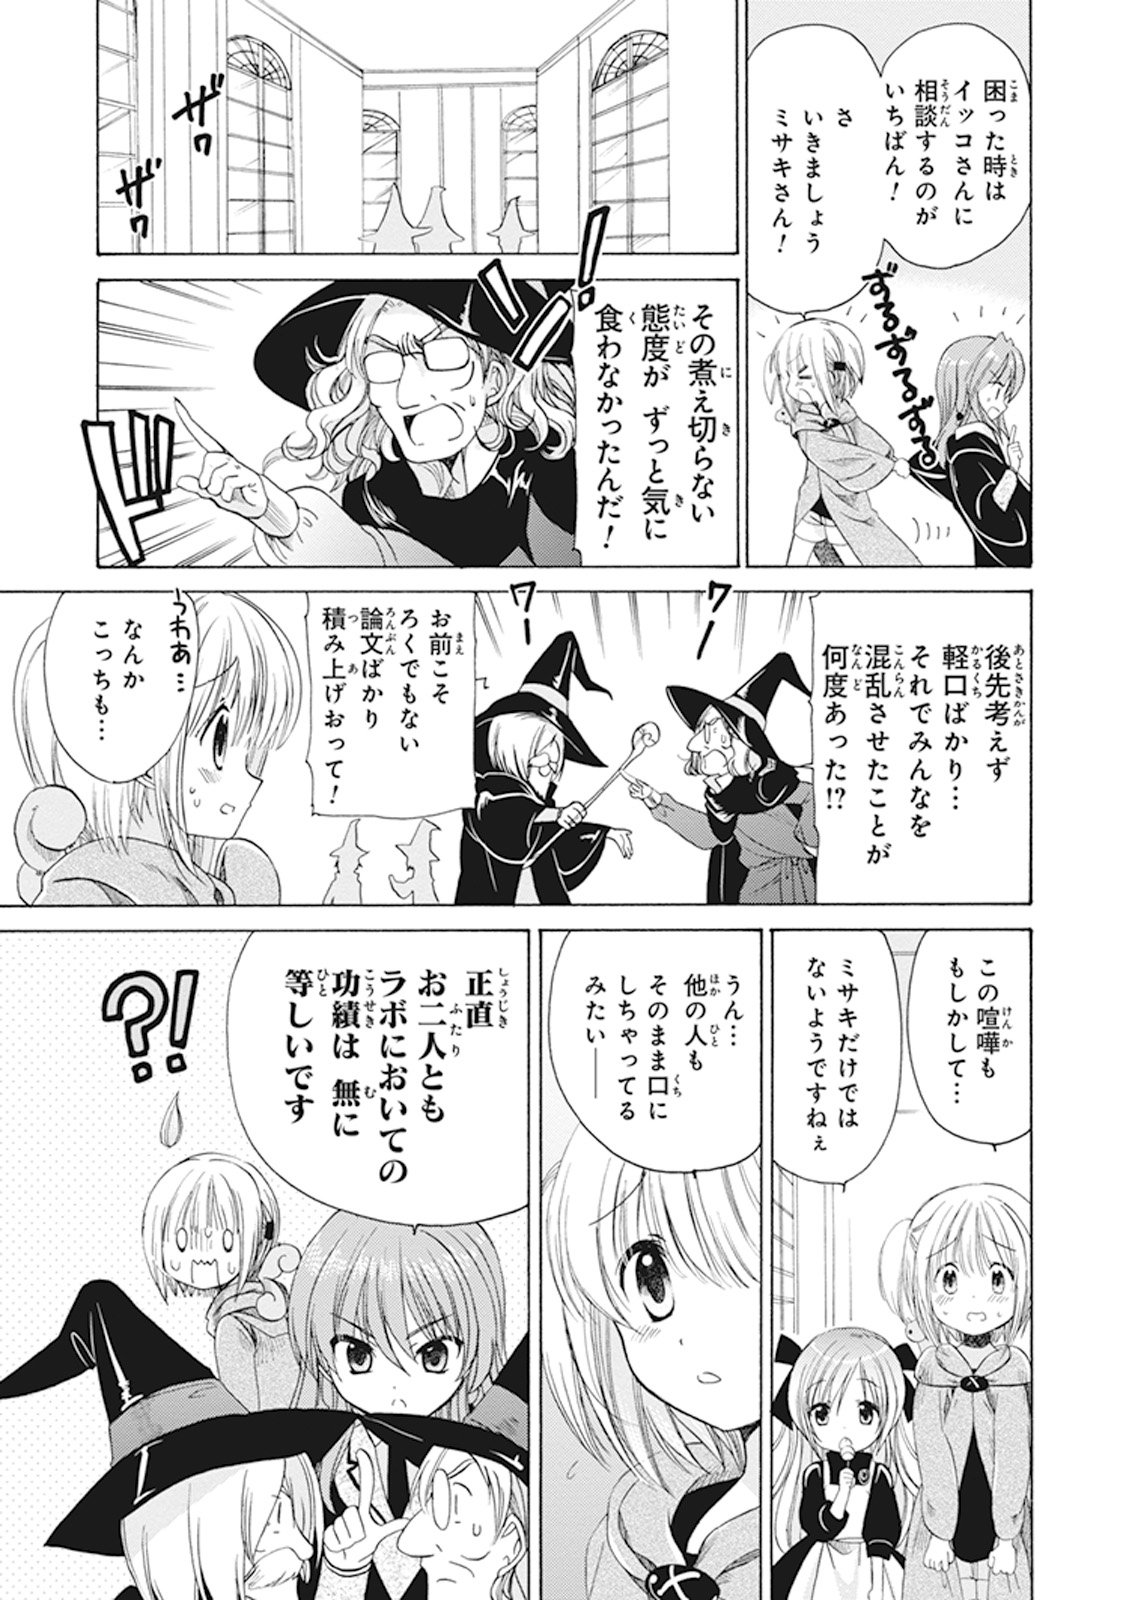 困った時は
イッコさんに
相談するのが
いちばん!
さ
いきましょう
ミサキさん!
ずるずるずるずる
ザワ
ザワ
その煮え切らない
態度が ずっと気に
食わなかったんだ!
ドド
後先考えず
軽口ばかり…
それでみんなを
混乱させたことが
何度あった!?
ワー
ワー
お前こそ
ろくでもない
論文ばかり
積み上げおって!
うわぁ…
なんか
こっちも…
この喧嘩も
もしかして…
ミサキだけでは
ないようですねぇ
うん…
他の人も
そのまま口に
しちゃってる
みたい――
正直
お二人とも
ラボにおいての
功績は 無に
等しいです
?!